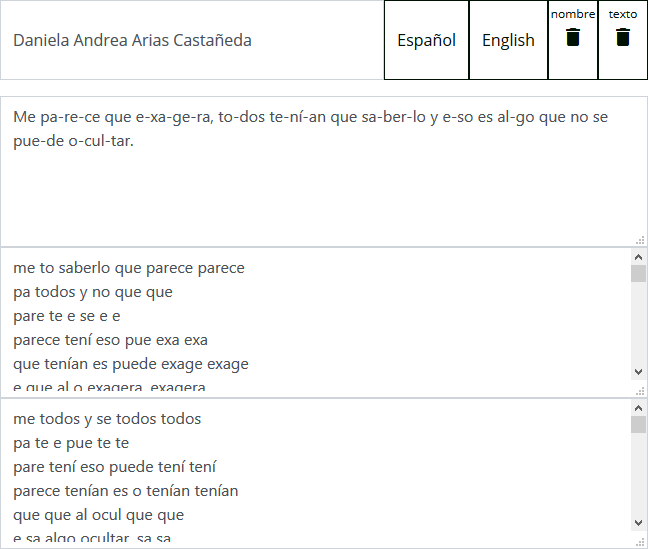 Daniela Andrea Arias Castañeda
Español
English
nombre
texto
Me pa-re-ce que e-xa-ge-ra, to-dos te-ní-an que sa-ber-lo y e-so es al-go que no se
pue-de o-cul-tar.
me to saberlo que parece parece
pa todos y no que que
pare te e se e e
parece tení eso pue exa exa
que tenían es puede exage exage
e que al o exagera, exagera,
me todos y se todos todos
pa te e pue te te
pare tení eso puede tení tení
parece tenían es o tenían tenían
que que al ocul que que
e sa algo ocultar. sa sa